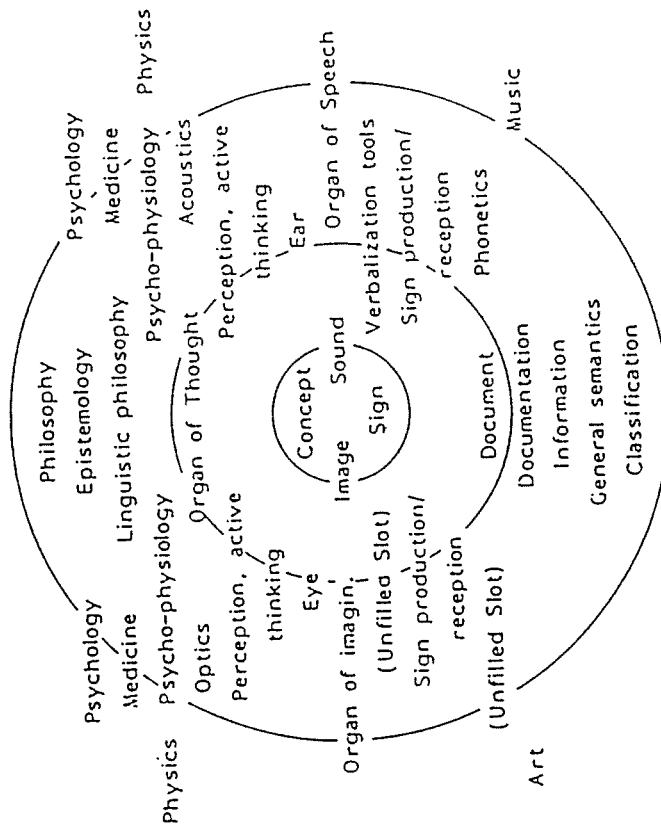 Philosophy
Epistemology
Linguistic philosophy
Organ of Thought
Psychology
Medicine
Psycho-physiology
Optics
Perception, active
thinking
Eye
Physics
Psychology
Medicine
Psycho-physiology
Acoustics
Perception, active
thinking
Ear
Physics
Concept
Image
Sound
Sign
Organ of imagin.
(Unfilled Slot)
Sign production/
reception
(Unfilled Slot)
Art
Organ of Speech
Verbalization tools
Sign production/
reception
Phonetics
Music
Document
Documentation
Information
General semantics
Classification